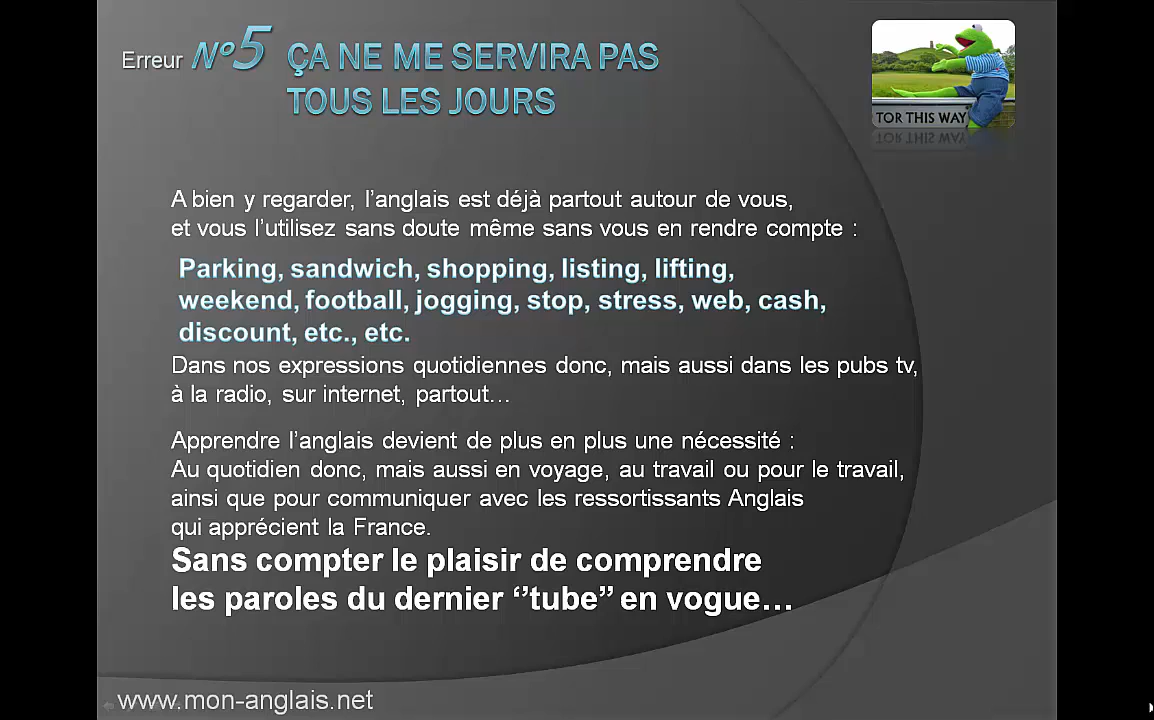 Erreur N°5 ÇA NE ME SERVIRA PAS
TOUS LES JOURS
TOR THIS WAY
A bien y regarder, l’anglais est déjà partout autour de vous,
et vous l’utilisez sans doute même sans vous en rendre compte :
Parking, sandwich, shopping, listing, lifting,
weekend, football, jogging, stop, stress, web, cash,
discount, etc., etc.
Dans nos expressions quotidiennes donc, mais aussi dans les pubs tv,
à la radio, sur internet, partout…
Apprendre l’anglais devient de plus en plus une nécessité :
Au quotidien donc, mais aussi en voyage, au travail ou pour le travail,
ainsi que pour communiquer avec les ressortissants Anglais
qui apprécient la France.
Sans compter le plaisir de comprendre
les paroles du dernier ‘’tube’’ en vogue…
www.mon-anglais.net